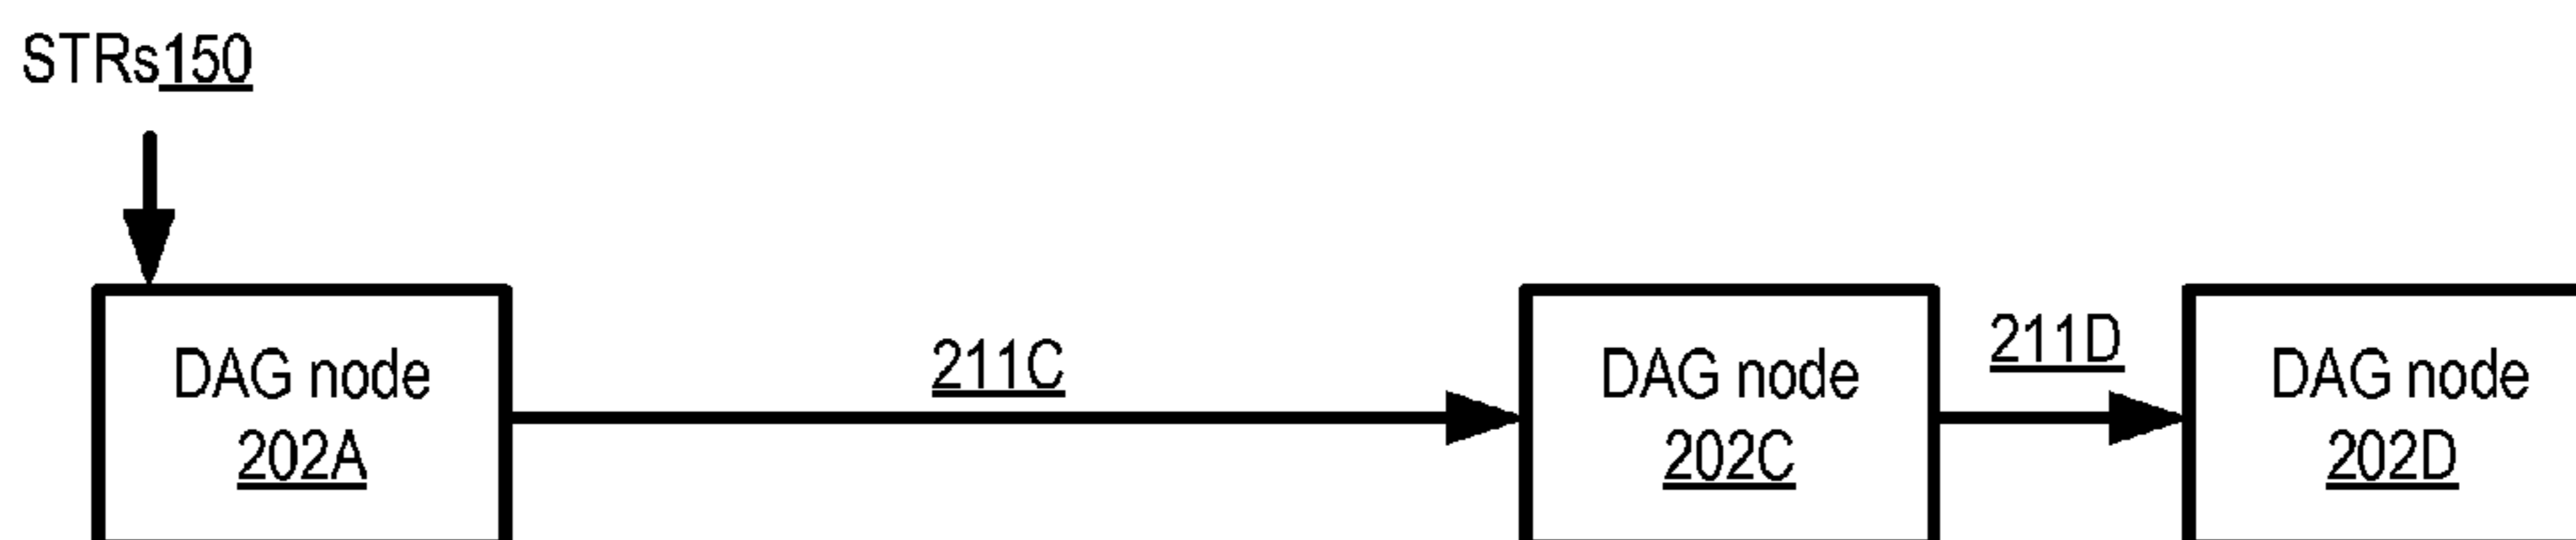 STRs150
211C
211D
DAG node
202A
DAG node
202C
DAG node
202D